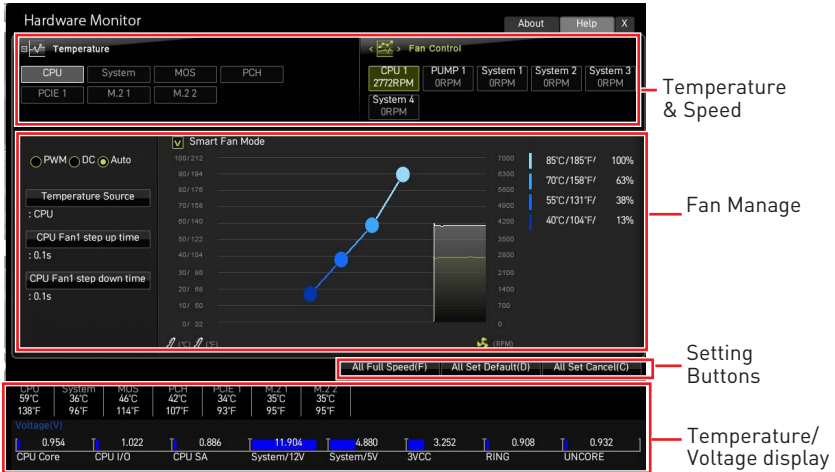 Hardware Monitor
About Help X
Temperature
Fan Control
CPU System MOS PCH
PCIE 1 M.2 1 M.2 2
CPU 1 PUMP 1 System 1 System 2 System 3
2772RPM 0RPM 0RPM 0RPM 0RPM
System 4
0RPM
Temperature
& Speed
V Smart Fan Mode
PWM DC Auto
Temperature Source
: CPU
CPU Fan1 step up time
: 0.1s
CPU Fan1 step down time
: 0.1s
100/212 7000
90/194 6300
80/176 5600
70/158 4900
60/140 4200
50/122 3500
40/104 2800
30/ 86 2100
20/ 68 1400
10/ 50 700
0/ 32 0
(℃) (℉) (RPM)
85℃/185℉/ 100%
70℃/158℉/ 63%
55℃/131℉/ 38%
40℃/104℉/ 13%
Fan Manage
All Full Speed(F) All Set Default(D) All Set Cancel(C)
Setting
Buttons
CPU System MOS PCH PCIE 1 M.2 1 M.2 2
59℃ 36℃ 46℃ 42℃ 34℃ 35℃ 35℃
138℉ 96℉ 114℉ 107℉ 93℉ 95℉ 95℉
Voltage(V)
0.954 1.022 0.886 11.904 4.880 3.252 0.908 0.932
CPU Core CPU I/O CPU SA System/12V System/5V 3VCC RING UNCORE
Temperature/
Voltage display